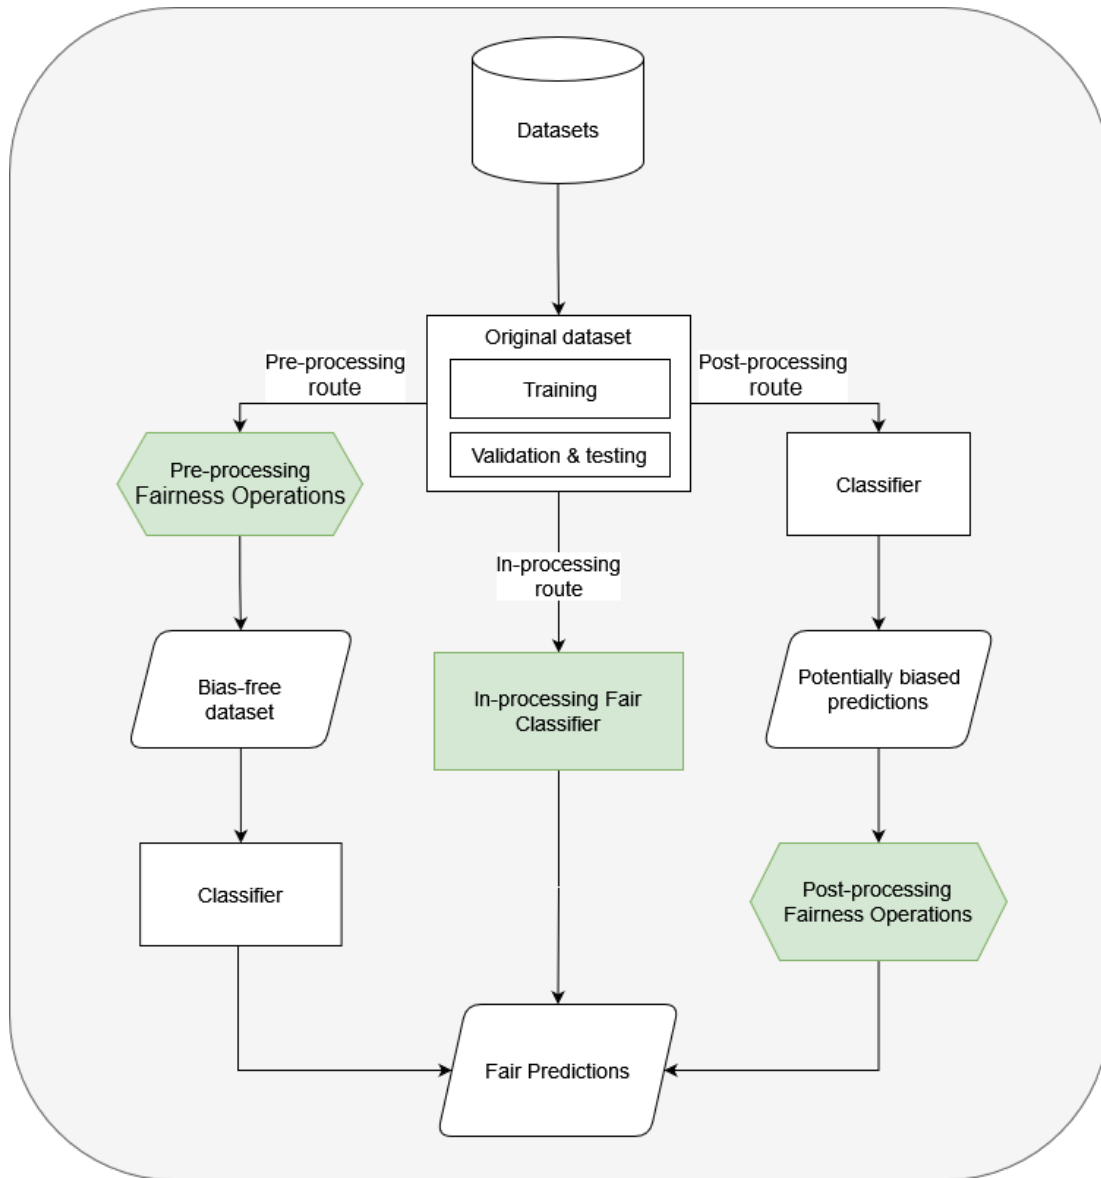 Datasets
Original dataset
Training
Validation & testing
Pre-processing
route
Post-processing
route
Pre-processing
Fairness Operations
Classifier
In-processing
route
Bias-free
dataset
In-processing Fair
Classifier
Potentially biased
predictions
Classifier
Post-processing
Fairness Operations
Fair Predictions